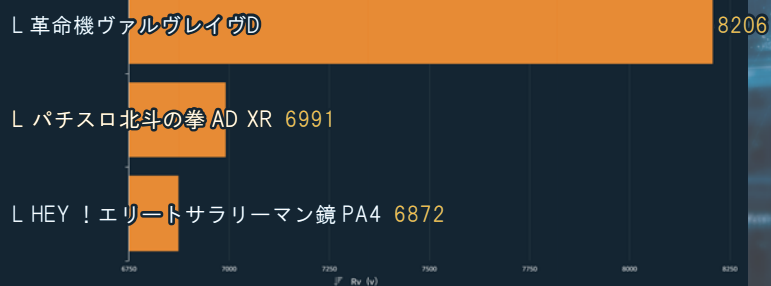 L 革命機ヴァルヴレイヴD 8206
L パチスロ北斗の拳 AD XR 6991
L HEY ！エリートサラリーマン鏡 PA4 6872
6750 7000 7250 7500 7750 8000 8250
Rv (v)